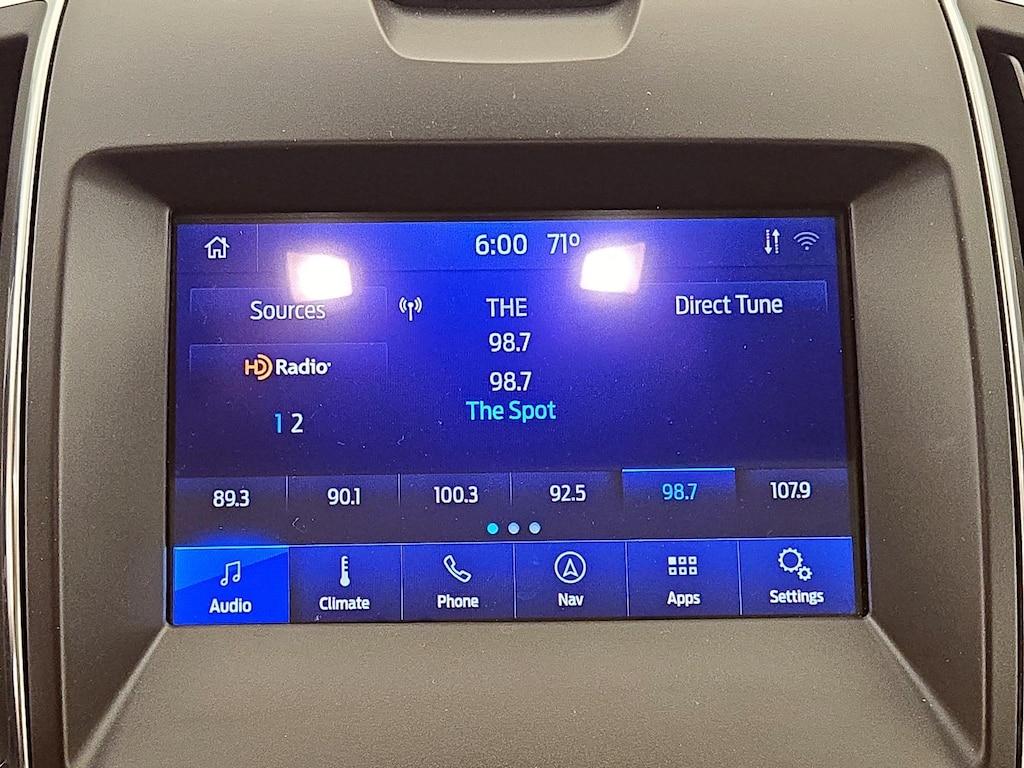 6:00 71°
Sources
THE
Direct Tune
98.7
HD Radio
98.7
The Spot
1 2
89.3 90.1 100.3 92.5 98.7 107.9
Audio Climate Phone Nav Apps Settings